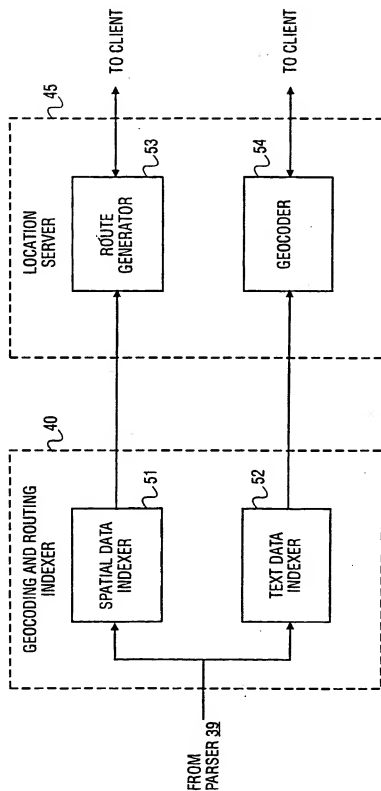 FROM
PARSER 39
GEOCODING AND ROUTING
INDEXER
40
SPATIAL DATA
INDEXER
51
TEXT DATA
INDEXER
52
LOCATION
SERVER
45
ROUTE
GENERATOR
53
GEOCODER
54
TO CLIENT
TO CLIENT